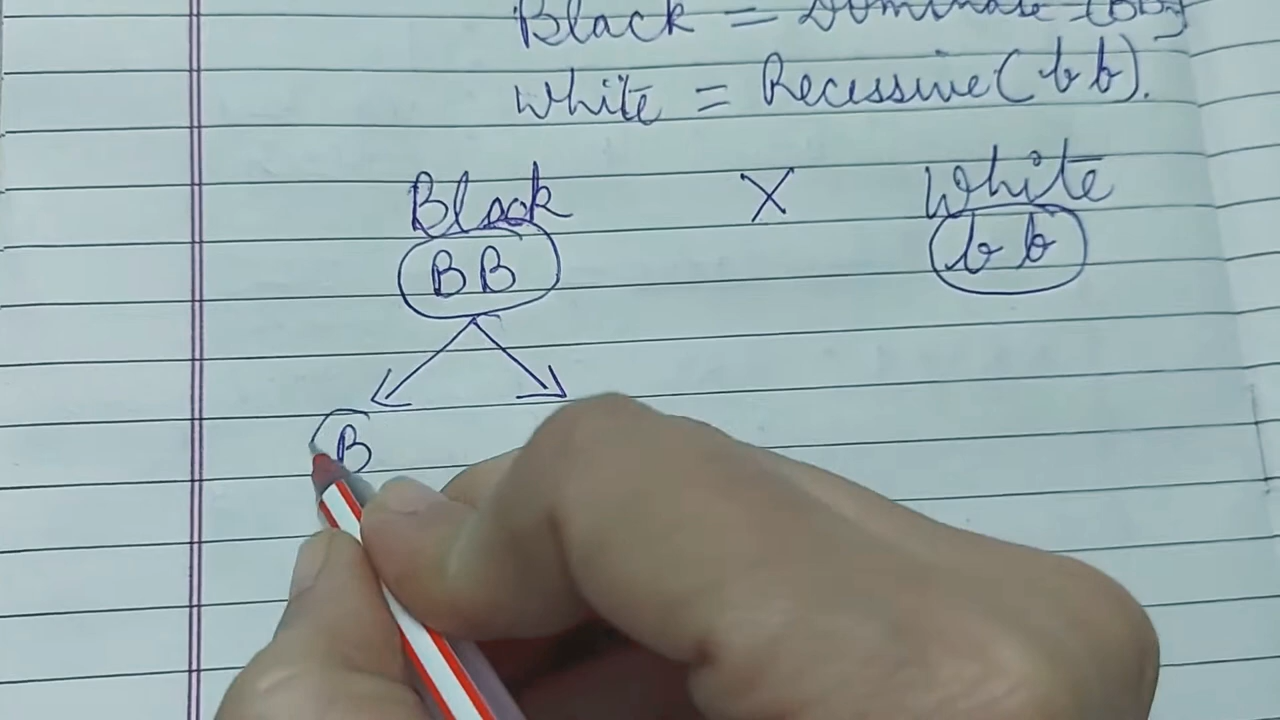 Black = Dominate (BB)
White = Recessive (bb).
Black X White
BB bb
B